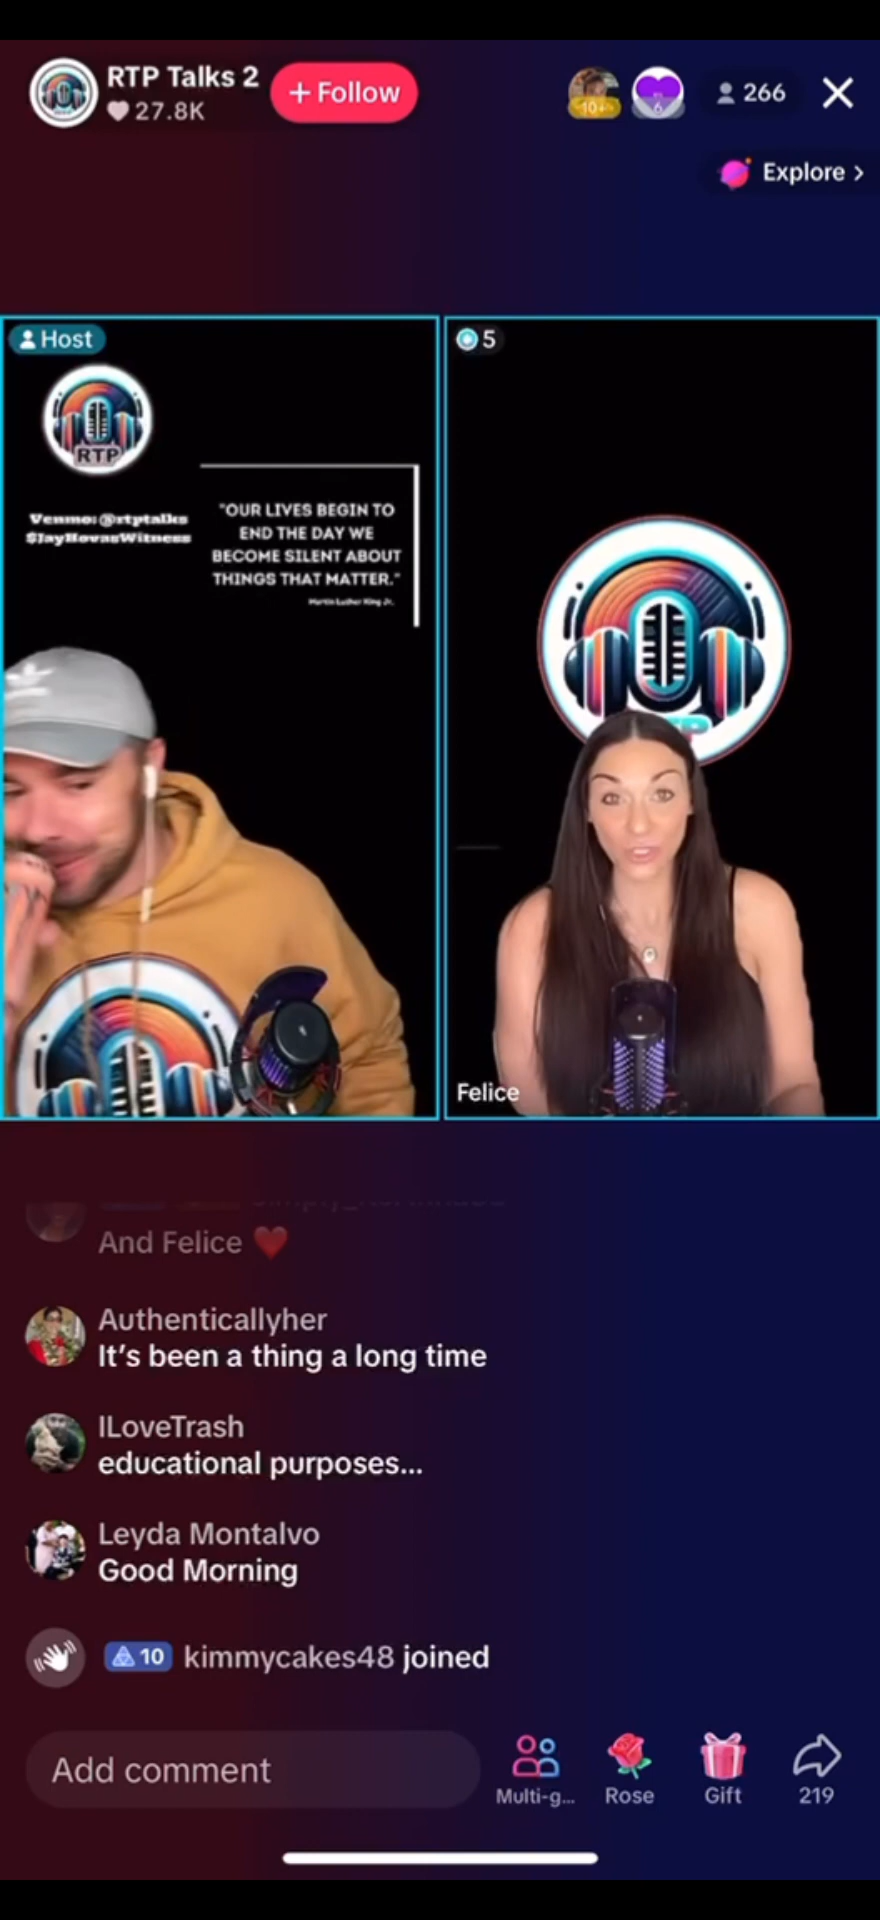 RTP Talks 2
27.8K
+ Follow
10+
6
266
Explore >
Host
5
RTP
Venmo: @rtptalks
$JayHovasWitness
"OUR LIVES BEGIN TO
END THE DAY WE
BECOME SILENT ABOUT
THINGS THAT MATTER."
Martin Luther King Jr.
Felice
And Felice ❤️
Authenticallyher
It's been a thing a long time
ILoveTrash
educational purposes...
Leyda Montalvo
Good Morning
10 kimmycakes48 joined
Add comment
Multi-g...
Rose
Gift
219